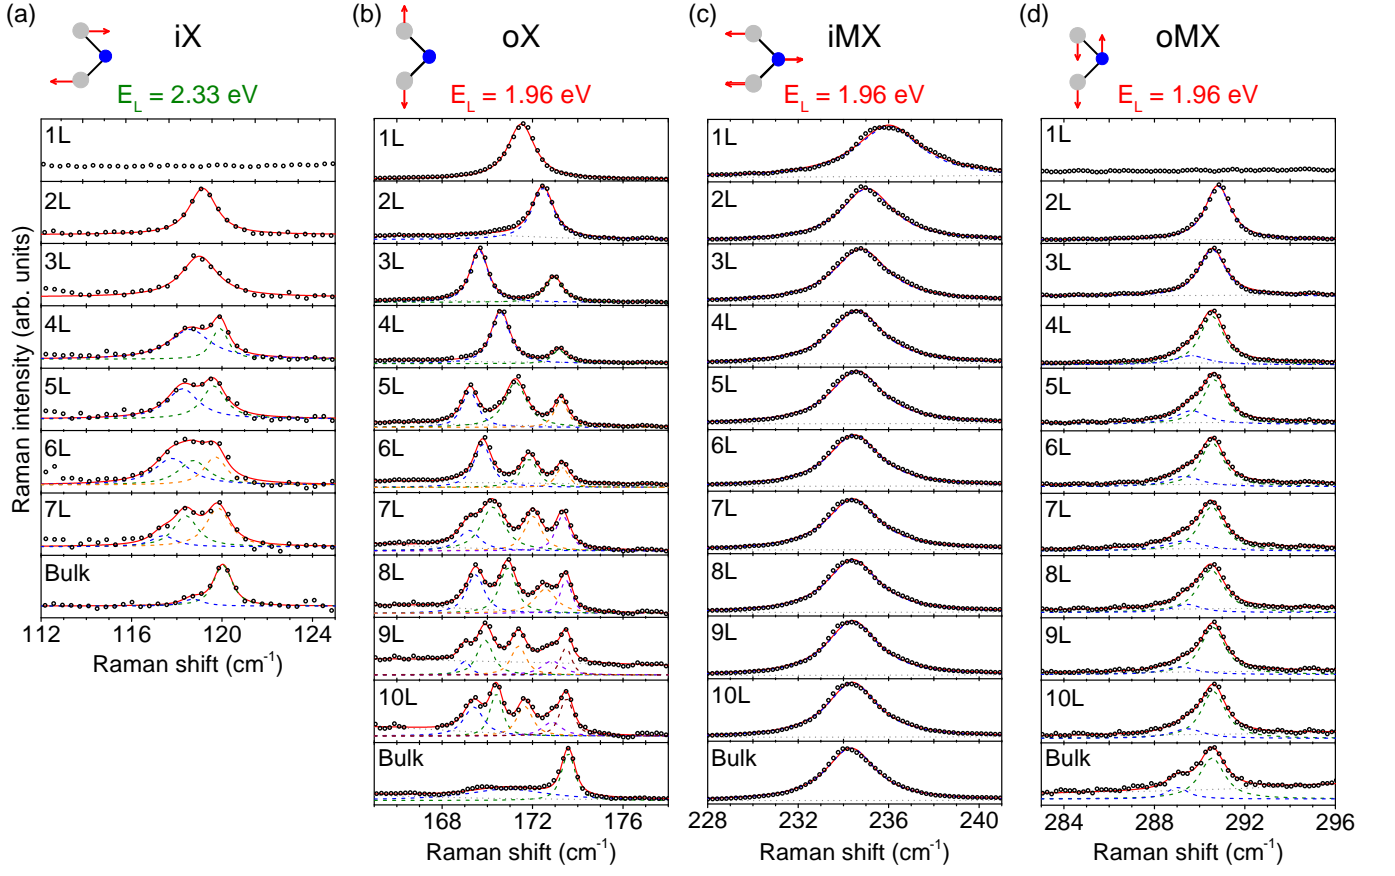 (a)
iX
E_L = 2.33 eV
1L
2L
3L
4L
5L
6L
7L
Bulk
112 116 120 124
Raman shift (cm⁻¹)
Raman intensity (arb. units)
(b)
oX
E_L = 1.96 eV
1L
2L
3L
4L
5L
6L
7L
8L
9L
10L
Bulk
168 172 176
Raman shift (cm⁻¹)
(c)
iMX
E_L = 1.96 eV
1L
2L
3L
4L
5L
6L
7L
8L
9L
10L
Bulk
228 232 236 240
Raman shift (cm⁻¹)
(d)
oMX
E_L = 1.96 eV
1L
2L
3L
4L
5L
6L
7L
8L
9L
10L
Bulk
284 288 292 296
Raman shift (cm⁻¹)